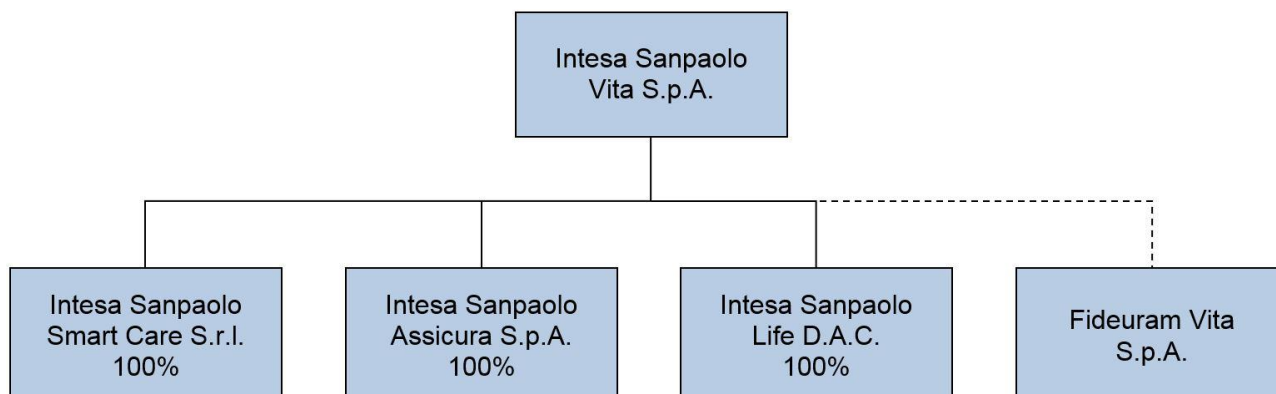 Intesa Sanpaolo
Vita S.p.A.
Intesa Sanpaolo
Smart Care S.r.l.
100%
Intesa Sanpaolo
Assicura S.p.A.
100%
Intesa Sanpaolo
Life D.A.C.
100%
Fideuram Vita
S.p.A.